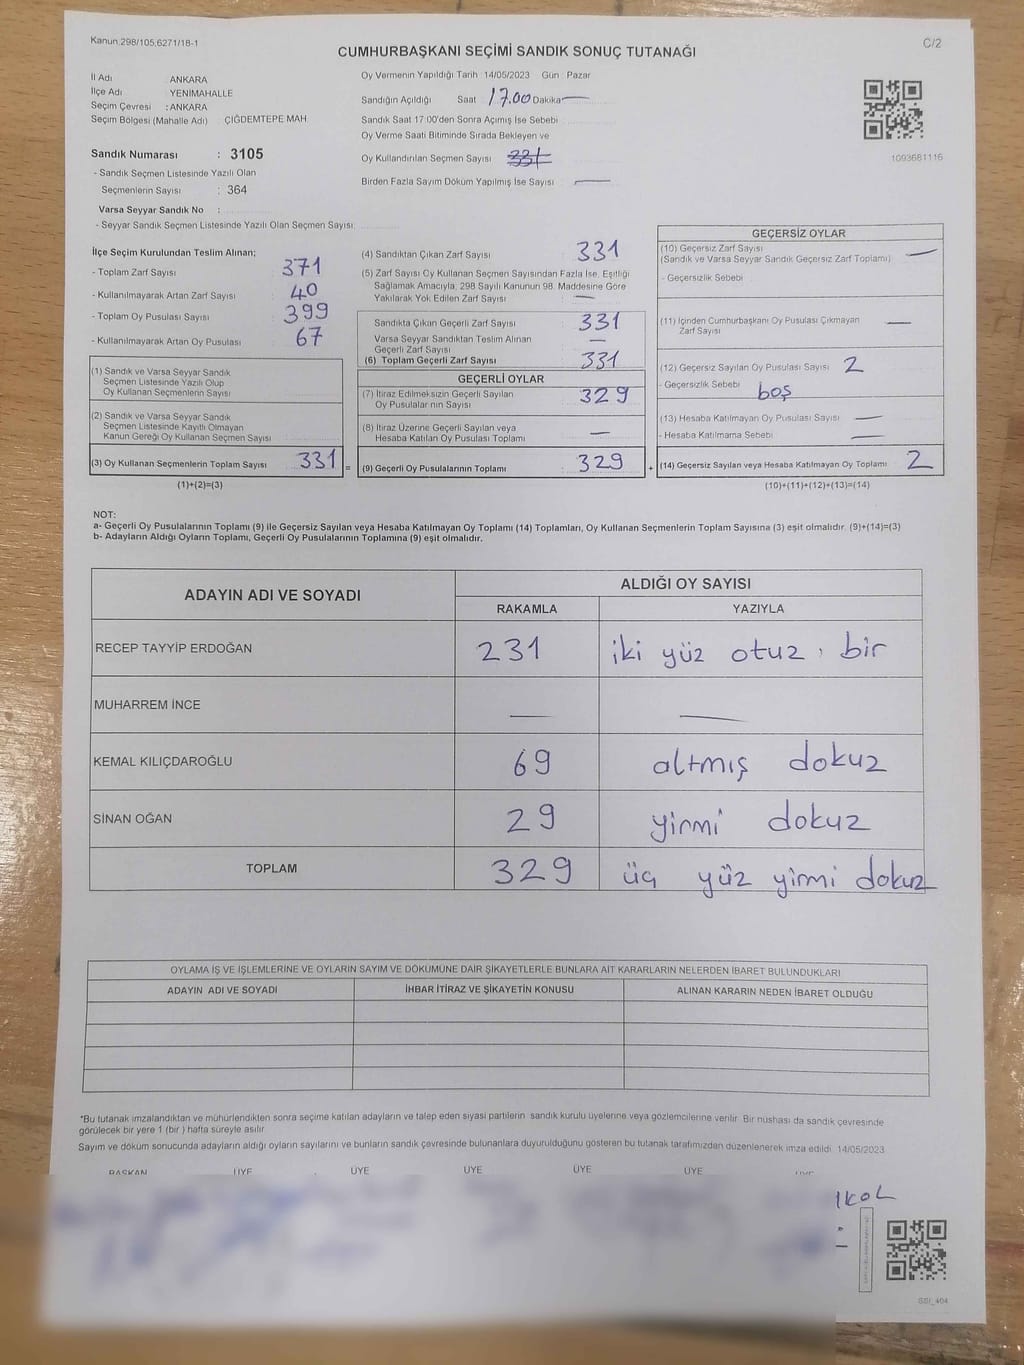 Kanun.298/105,6271/18-1
C/2
CUMHURBAŞKANI SEÇİMİ SANDIK SONUÇ TUTANAĞI
İl Adı ANKARA
İlçe Adı YENİMAHALLE
Seçim Çevresi : ANKARA
Seçim Bölgesi (Mahalle Adı) ÇİĞDEMTEPE MAH.
Sandık Numarası : 3105
- Sandık Seçmen Listesinde Yazılı Olan
Seçmenlerin Sayısı : 364
Varsa Seyyar Sandık No :
- Seyyar Sandık Seçmen Listesinde Yazılı Olan Seçmen Sayısı:
Oy Vermenin Yapıldığı Tarih 14/05/2023 Gün : Pazar
Sandığın Açıldığı Saat 17.00 Dakika —
Sandık Saat 17:00'den Sonra Açımış İse Sebebi
Oy Verme Saati Bitiminde Sırada Bekleyen ve
Oy Kullandırılan Seçmen Sayısı 331
Birden Fazla Sayım Döküm Yapılmış İse Sayısı —
1093681116
İlçe Seçim Kurulundan Teslim Alınan;
- Toplam Zarf Sayısı : 371
- Kullanılmayarak Artan Zarf Sayısı : 40
- Toplam Oy Pusulası Sayısı : 399
- Kullanılmayarak Artan Oy Pusulası : 67
(1) Sandık ve Varsa Seyyar Sandık
Seçmen Listesinde Yazılı Olup
Oy Kullanan Seçmenlerin Sayısı
(2) Sandık ve Varsa Seyyar Sandık
Seçmen Listesinde Kayıtlı Olmayan
Kanun Gereği Oy Kullanan Seçmen Sayısı
(3) Oy Kullanan Seçmenlerin Toplam Sayısı : 331 =
(1)+(2)=(3)
(4) Sandıktan Çıkan Zarf Sayısı : 331
(5) Zarf Sayısı Oy Kullanan Seçmen Sayısından Fazla İse, Eşitliği
Sağlamak Amacıyla, 298 Sayılı Kanunun 98. Maddesine Göre
Yakılarak Yok Edilen Zarf Sayısı : —
Sandıkta Çıkan Geçerli Zarf Sayısı : 331
Varsa Seyyar Sandıktan Teslim Alınan
Geçerli Zarf Sayısı : —
(6) Toplam Geçerli Zarf Sayısı : 331
GEÇERLİ OYLAR
(7) İtiraz Edilmeksizin Geçerli Sayılan
Oy Pusulalarının Sayısı : 329
(8) İtiraz Üzerine Geçerli Sayılan veya
Hesaba Katılan Oy Pusulası Toplamı : —
(9) Geçerli Oy Pusulalarının Toplamı : 329 +
GEÇERSİZ OYLAR
(10) Geçersiz Zarf Sayısı
(Sandık ve Varsa Seyyar Sandık Geçersiz Zarf Toplamı) : —
- Geçersizlik Sebebi
(11) İçinden Cumhurbaşkanı Oy Pusulası Çıkmayan
Zarf Sayısı : —
(12) Geçersiz Sayılan Oy Pusulası Sayısı : 2
- Geçersizlik Sebebi : boş
(13) Hesaba Katılmayan Oy Pusulası Sayısı : —
- Hesaba Katılmama Sebebi : —
(14) Geçersiz Sayılan veya Hesaba Katılmayan Oy Toplamı : 2
(10)+(11)+(12)+(13)=(14)
NOT:
a- Geçerli Oy Pusulalarının Toplamı (9) ile Geçersiz Sayılan veya Hesaba Katılmayan Oy Toplamı (14) Toplamları, Oy Kullanan Seçmenlerin Toplam Sayısına (3) eşit olmalıdır. (9)+(14)=(3)
b- Adayların Aldığı Oyların Toplamı, Geçerli Oy Pusulalarının Toplamına (9) eşit olmalıdır.
ADAYIN ADI VE SOYADI
ALDIĞI OY SAYISI
RAKAMLA YAZIYLA
RECEP TAYYİP ERDOĞAN 231 iki yüz otuz bir
MUHARREM İNCE — —
KEMAL KILIÇDAROĞLU 69 altmış dokuz
SİNAN OĞAN 29 yirmi dokuz
TOPLAM 329 üç yüz yirmi dokuz
OYLAMA İŞ VE İŞLEMLERİNE VE OYLARIN SAYIM VE DÖKÜMÜNE DAİR ŞİKAYETLERLE BUNLARA AİT KARARLARIN NELERDEN İBARET BULUNDUKLARI
ADAYIN ADI VE SOYADI İHBAR İTİRAZ VE ŞİKAYETİN KONUSU ALINAN KARARIN NEDEN İBARET OLDUĞU
*Bu tutanak imzalandıktan ve mühürlendikten sonra seçime katılan adayların ve talep eden siyasi partilerin sandık kurulu üyelerine veya gözlemcilerine verilir. Bir nüshası da sandık çevresinde
görülecek bir yere 1 (bir ) hafta süreyle asılır.
Sayım ve döküm sonucunda adayların aldığı oyların sayılarını ve bunların sandık çevresinde bulunanlara duyurulduğunu gösteren bu tutanak tarafımızdan düzenlenerek imza edildi. 14/05/2023
BAŞKAN ÜYE ÜYE ÜYE ÜYE ÜYE ÜYE
SSI_404